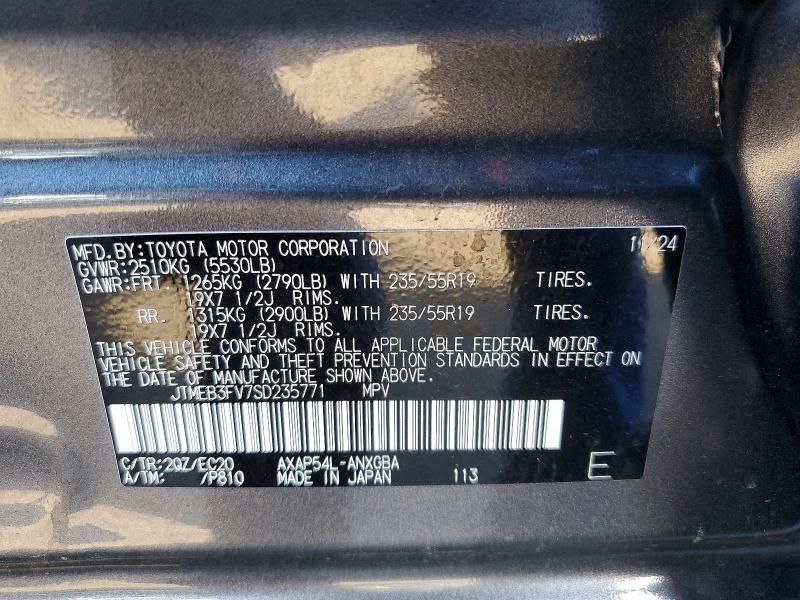 MFD.BY:TOYOTA MOTOR CORPORATION 11/24
GVWR:2510KG (5530LB)
GAWR:FRT. 1265KG (2790LB) WITH 235/55R19 TIRES.
19X7 1/2J RIMS.
RR. 1315KG (2900LB) WITH 235/55R19 TIRES.
19X7 1/2J RIMS.
THIS VEHICLE CONFORMS TO ALL APPLICABLE FEDERAL MOTOR
VEHICLE SAFETY AND THEFT PREVENTION STANDARDS IN EFFECT ON
THE DATE OF MANUFACTURE SHOWN ABOVE.
JTMEB3FV7SD235771 MPV
C/TR:2QZ/EC20 AXAP54L-ANXGBA
A/TM: /P810 MADE IN JAPAN 113 E